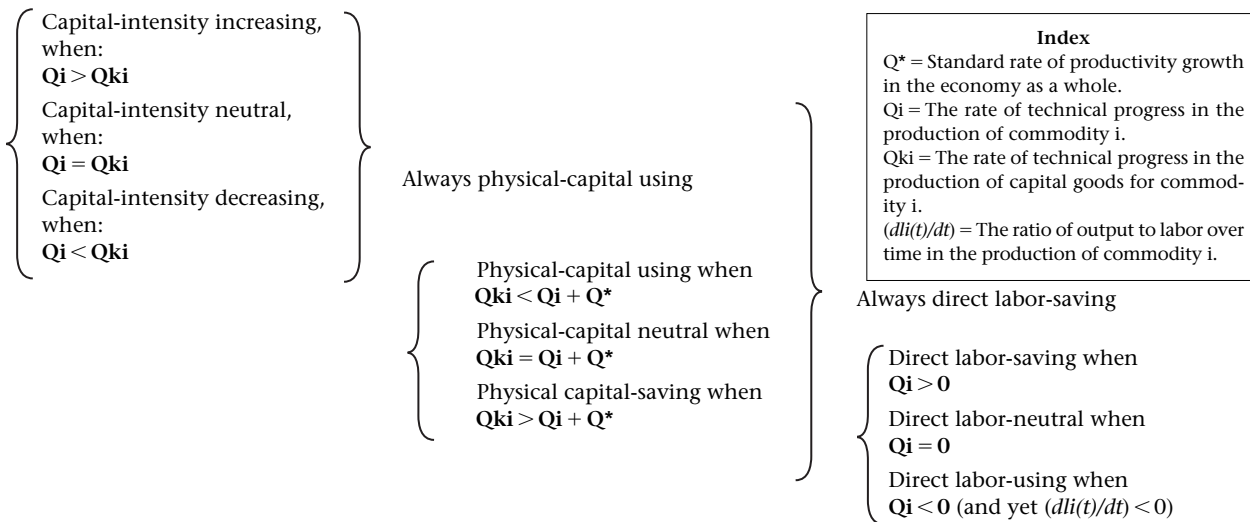 Capital-intensity increasing,
when:
Qi > Qki
Capital-intensity neutral,
when:
Qi = Qki
Capital-intensity decreasing,
when:
Qi < Qki
Always physical-capital using
Physical-capital using when
Qki < Qi + Q*
Physical-capital neutral when
Qki = Qi + Q*
Physical capital-saving when
Qki > Qi + Q*
Index
Q* = Standard rate of productivity growth
in the economy as a whole.
Qi = The rate of technical progress in the
production of commodity i.
Qki = The rate of technical progress in the
production of capital goods for commod-
ity i.
(dli(t)/dt) = The ratio of output to labor over
time in the production of commodity i.
Always direct labor-saving
Direct labor-saving when
Qi > 0
Direct labor-neutral when
Qi = 0
Direct labor-using when
Qi < 0 (and yet (dli(t)/dt) < 0)